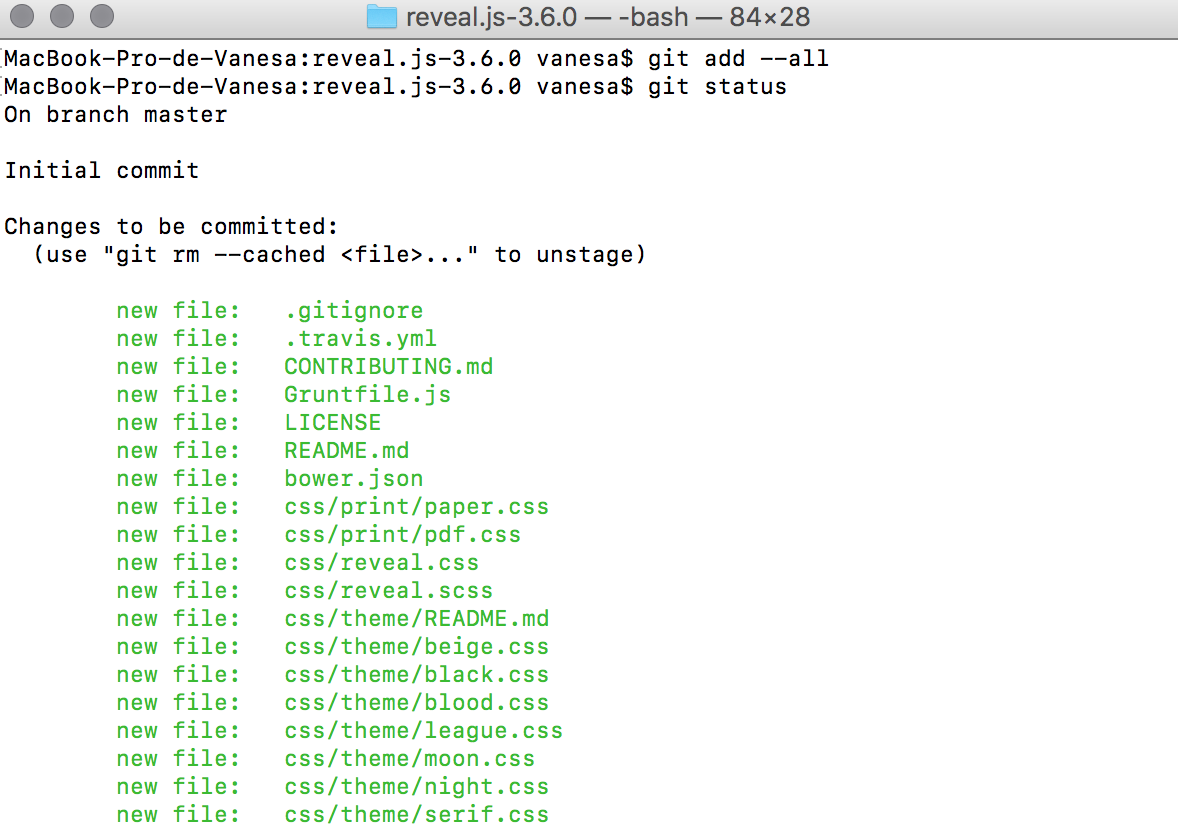 reveal.js-3.6.0 — -bash — 84×28
MacBook-Pro-de-Vanesa:reveal.js-3.6.0 vanesa$ git add --all
MacBook-Pro-de-Vanesa:reveal.js-3.6.0 vanesa$ git status
On branch master
Initial commit
Changes to be committed:
(use "git rm --cached <file>..." to unstage)
new file: .gitignore
new file: .travis.yml
new file: CONTRIBUTING.md
new file: Gruntfile.js
new file: LICENSE
new file: README.md
new file: bower.json
new file: css/print/paper.css
new file: css/print/pdf.css
new file: css/reveal.css
new file: css/reveal.scss
new file: css/theme/README.md
new file: css/theme/beige.css
new file: css/theme/black.css
new file: css/theme/blood.css
new file: css/theme/league.css
new file: css/theme/moon.css
new file: css/theme/night.css
new file: css/theme/serif.css